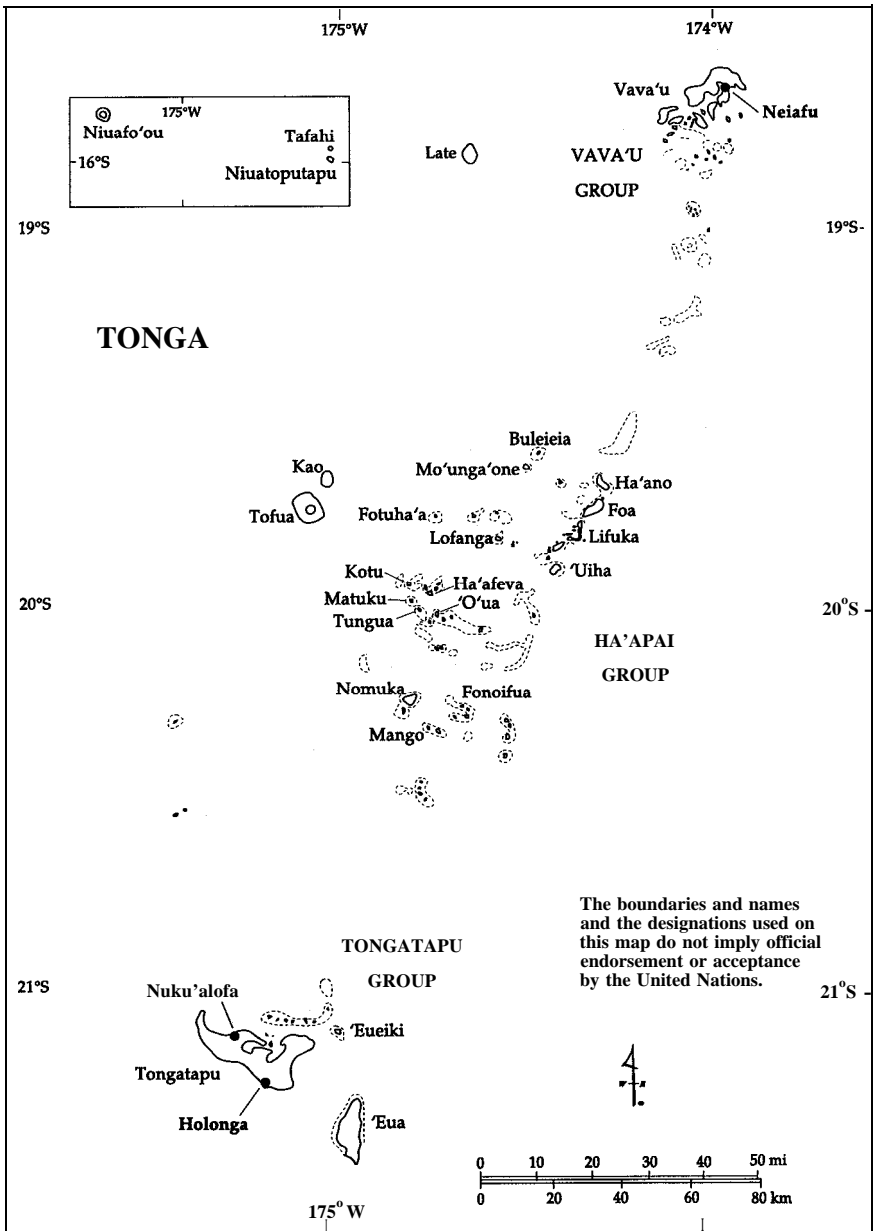 175°W
174°W
175°W
Niuafo‘ou
Tafahi
16°S
Niuatoputapu
Vava‘u
Neiafu
Late
VAVA‘U
GROUP
19°S
19°S
TONGA
Buleieia
Mo‘unga‘one
Kao
Ha‘ano
Tofua
Fotuha‘a
Foa
Lofanga
Lifuka
‘Uiha
Kotu
Ha‘afeva
Matuku
‘O‘ua
Tungua
20°S
20°S
HA'APAI
GROUP
Nomuka
Fonoifua
Mango
The boundaries and names
and the designations used on
this map do not imply official
endorsement or acceptance
by the United Nations.
TONGATAPU
GROUP
21°S
21°S
Nuku'alofa
‘Eueiki
Tongatapu
Holonga
‘Eua
0 10 20 30 40 50 mi
0 20 40 60 80 km
175° W